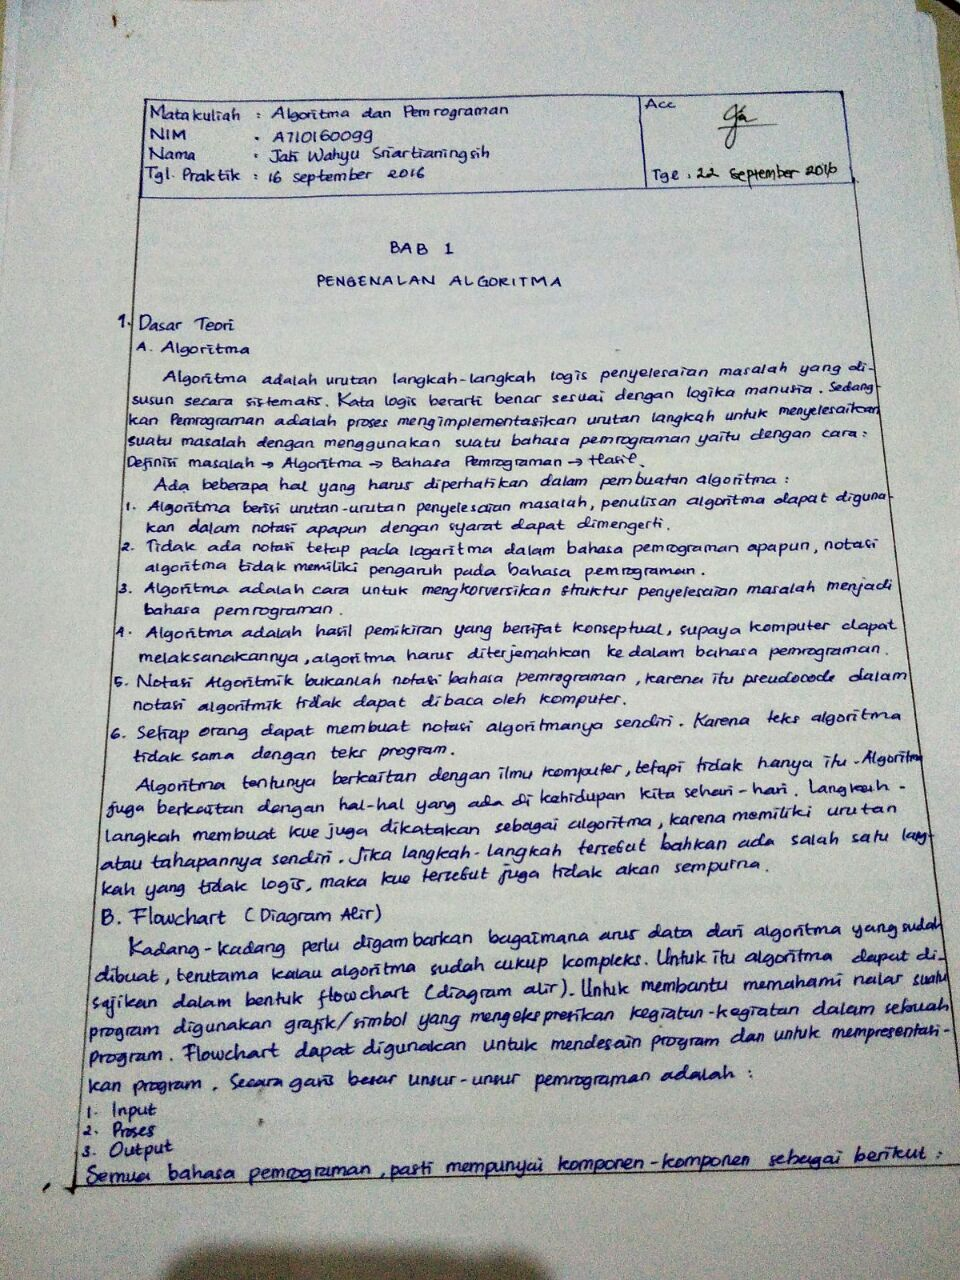 Matakuliah : Algoritma dan Pemrograman
NIM : A710160099
Nama : Jati Wahyu Sriartianingsih
Tgl. Praktik : 16 September 2016
Acc
Tgl : 22 September 2016
BAB 1
PENGENALAN ALGORITMA
1. Dasar Teori
A. Algoritma
Algoritma adalah urutan langkah-langkah logis penyelesaian masalah yang di-
susun secara sistematis. Kata logis berarti benar sesuai dengan logika manusia. Sedang-
kan Pemrograman adalah proses mengimplementasikan urutan langkah untuk menyelesaikan
suatu masalah dengan menggunakan suatu bahasa pemrograman yaitu dengan cara :
Definisi masalah → Algoritma → Bahasa Pemrograman → Hasil.
Ada beberapa hal yang harus diperhatikan dalam pembuatan algoritma :
1. Algoritma berisi urutan-urutan penyelesaian masalah, penulisan algoritma dapat diguna-
kan dalam notasi apapun dengan syarat dapat dimengerti.
2. Tidak ada notasi tetap pada logaritma dalam bahasa pemrograman apapun, notasi
algoritma tidak memiliki pengaruh pada bahasa pemrograman.
3. Algoritma adalah cara untuk mengkorversikan struktur penyelesaian masalah menjadi
bahasa pemrograman.
4. Algoritma adalah hasil pemikiran yang bersifat konseptual, supaya komputer dapat
melaksanakannya, algoritma harus diterjemahkan ke dalam bahasa pemrograman.
5. Notasi Algoritmik bukanlah notasi bahasa pemrograman, karena itu pseudocode dalam
notasi algoritmik tidak dapat dibaca oleh komputer.
6. Setiap orang dapat membuat notasi algoritmanya sendiri. Karena teks algoritma
tidak sama dengan teks program.
Algoritma tentunya berkaitan dengan ilmu komputer, tetapi tidak hanya itu. Algoritma
juga berkaitan dengan hal-hal yang ada di kehidupan kita sehari-hari. Langkah-
langkah membuat kue juga dikatakan sebagai algoritma, karena memiliki urutan
atau tahapannya sendiri. Jika langkah-langkah tersebut bahkan ada salah satu lang-
kah yang tidak logis, maka kue tersebut juga tidak akan sempurna.
B. Flowchart (Diagram Alir)
Kadang-kadang perlu digambarkan bagaimana arus data dari algoritma yang sudah
dibuat, terutama kalau algoritma sudah cukup kompleks. Untuk itu algoritma dapat di-
sajikan dalam bentuk flowchart (diagram alir). Untuk membantu memahami nalar suatu
program digunakan grafik/simbol yang mengekspresikan kegiatan-kegiatan dalam sebuah
program. Flowchart dapat digunakan untuk mendesain program dan untuk mempresentasi-
kan program. Secara garis besar unsur-unsur pemrograman adalah :
1. Input
2. Proses
3. Output
Semua bahasa pemrograman, pasti mempunyai komponen-komponen sebagai berikut :